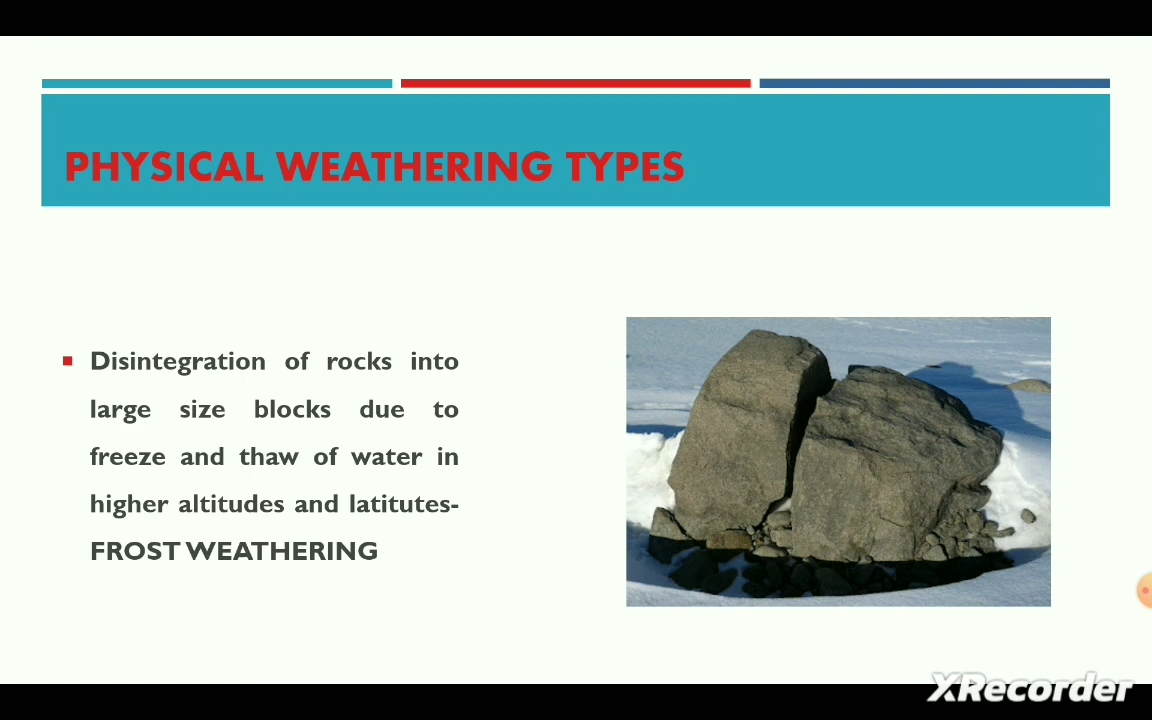 PHYSICAL WEATHERING TYPES
Disintegration of rocks into
large size blocks due to
freeze and thaw of water in
higher altitudes and latitutes-
FROST WEATHERING
XRecorder